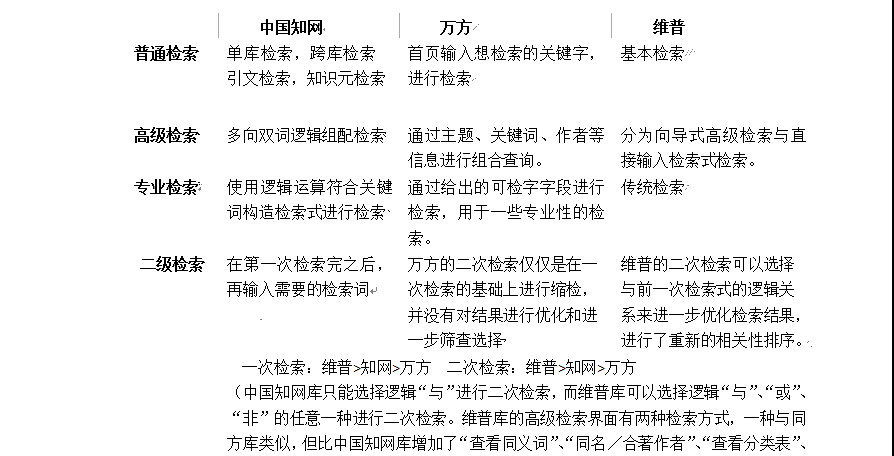 中国知网 万方 维普
普通检索 单库检索，跨库检索 首页输入想检索的关键字， 基本检索
引文检索，知识元检索 进行检索
高级检索 多向双词逻辑组配检索 通过主题、关键词、作者等 分为向导式高级检索与直
信息进行组合查询。 接输入检索式检索。
专业检索 使用逻辑运算符合关键 通过给出的可检字字段进行 传统检索
词构造检索式进行检索 检索，用于一些专业性的检
索。
二级检索 在第一次检索完之后， 万方的二次检索仅仅是在一 维普的二次检索可以选择
再输入需要的检索词 次检索的基础上进行缩检， 与前一次检索式的逻辑关
并没有对结果进行优化和进 系来进一步优化检索结果，
一步筛查选择 进行了重新的相关性排序。
一次检索：维普>知网>万方 二次检索：维普>知网>万方
（中国知网库只能选择逻辑“与”进行二次检索，而维普库可以选择逻辑“与”、“或”、
“非”的任意一种进行二次检索。维普库的高级检索界面有两种检索方式，一种与同
方库类似，但比中国知网库增加了“查看同义词”、“同名／合著作者”、“查看分类表”、